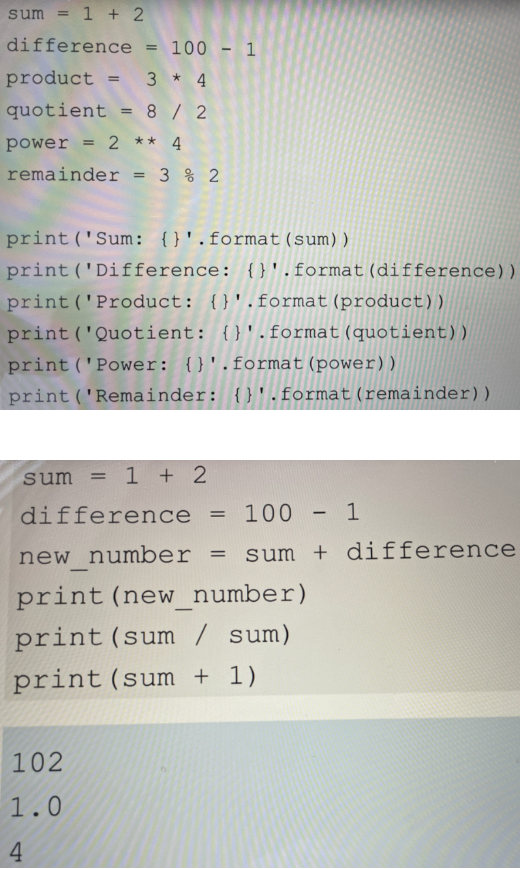 sum = 1 + 2
difference = 100 - 1
product =  3 * 4
quotient = 8 / 2
power = 2 ** 4
remainder = 3 % 2
print('Sum: {}'.format(sum))
print('Difference: {}'.format(difference))
print('Product: {}'.format(product))
print('Quotient: {}'.format(quotient))
print('Power: {}'.format(power))
print('Remainder: {}'.format(remainder))
sum = 1 + 2
difference = 100 - 1
new_number = sum + difference
print(new_number)
print(sum / sum)
print(sum + 1)
102
1.0
4